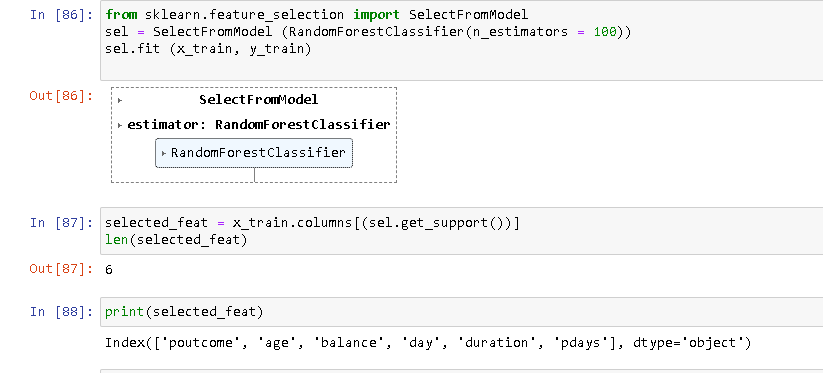 In [86]: from sklearn.feature_selection import SelectFromModel
sel = SelectFromModel (RandomForestClassifier(n_estimators = 100))
sel.fit (x_train, y_train)
Out[86]:
SelectFromModel
estimator: RandomForestClassifier
RandomForestClassifier
In [87]: selected_feat = x_train.columns[(sel.get_support())]
len(selected_feat)
Out[87]: 6
In [88]: print(selected_feat)
Index(['poutcome', 'age', 'balance', 'day', 'duration', 'pdays'], dtype='object')